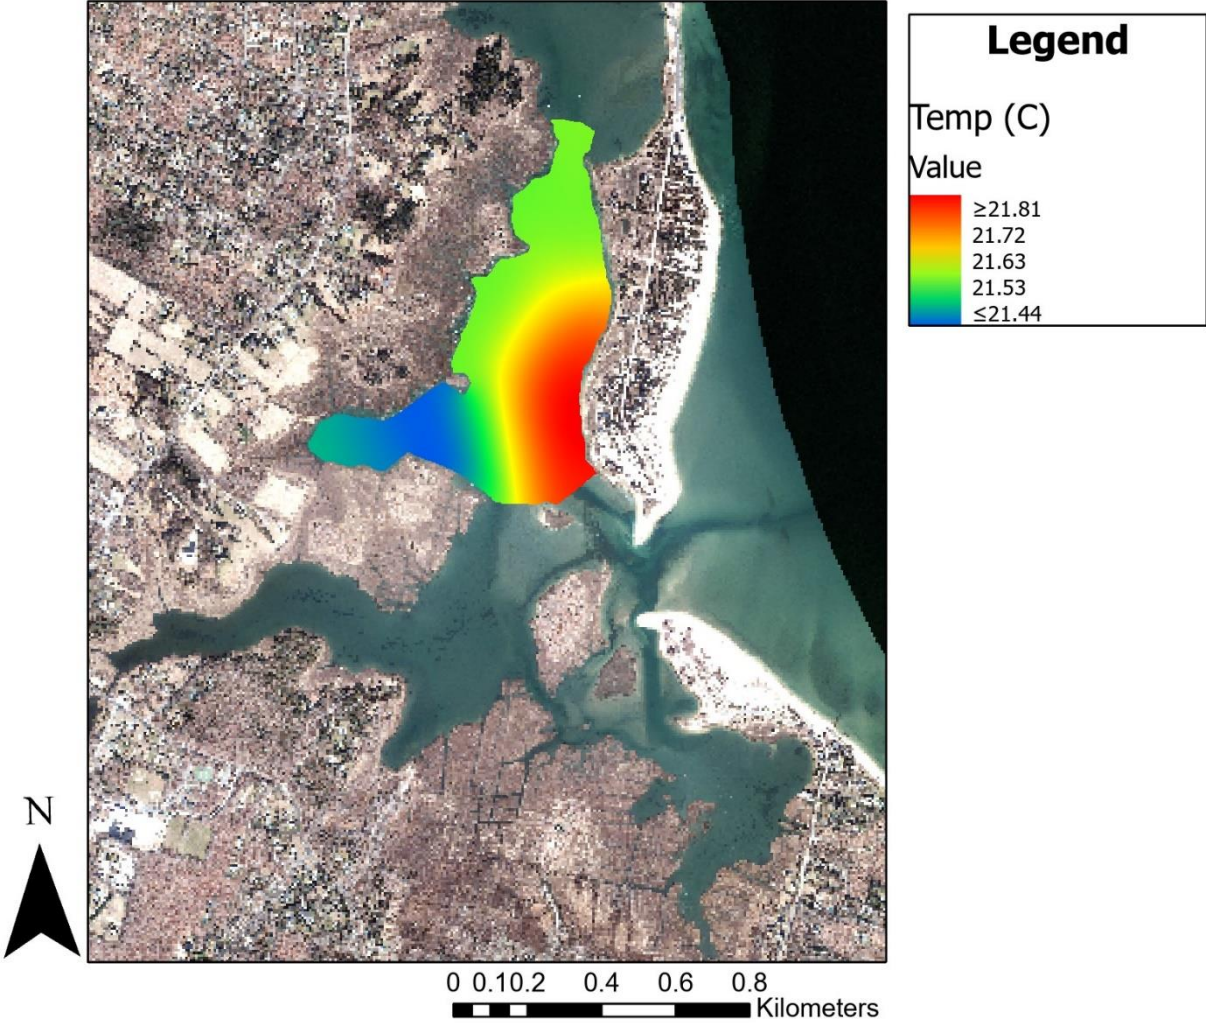 Legend
Temp (C)
Value
≥21.81
21.72
21.63
21.53
≤21.44
N
0 0.10.2 0.4 0.6 0.8
Kilometers